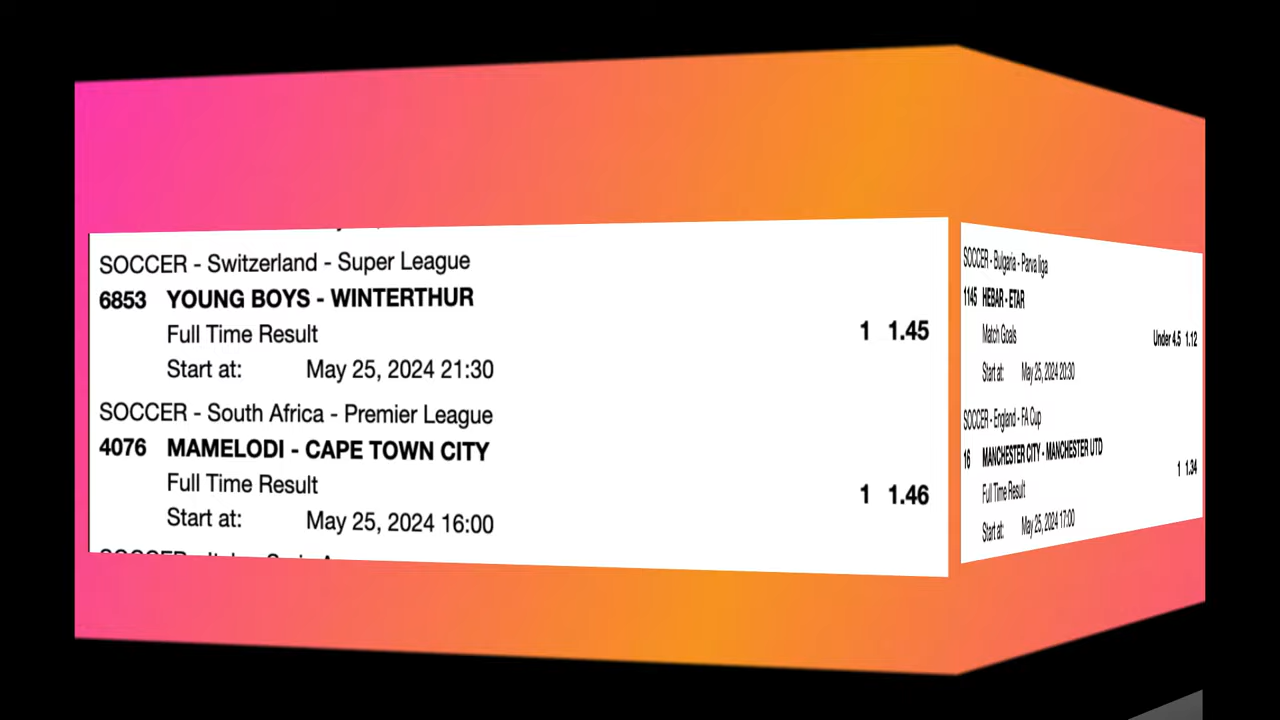 SOCCER - Switzerland - Super League
6853 YOUNG BOYS - WINTERTHUR
Full Time Result 1 1.45
Start at: May 25, 2024 21:30
SOCCER - South Africa - Premier League
4076 MAMELODI - CAPE TOWN CITY
Full Time Result 1 1.46
Start at: May 25, 2024 16:00
SOCCER - Bulgaria - Parva liga
1145 HEBAR - ETAR
Match Goals Under 4.5 1.12
Start at: May 25, 2024 20:30
SOCCER - England - FA Cup
16 MANCHESTER CITY - MANCHESTER UTD
1 1.34
Full Time Result
Start at: May 25, 2024 17:00